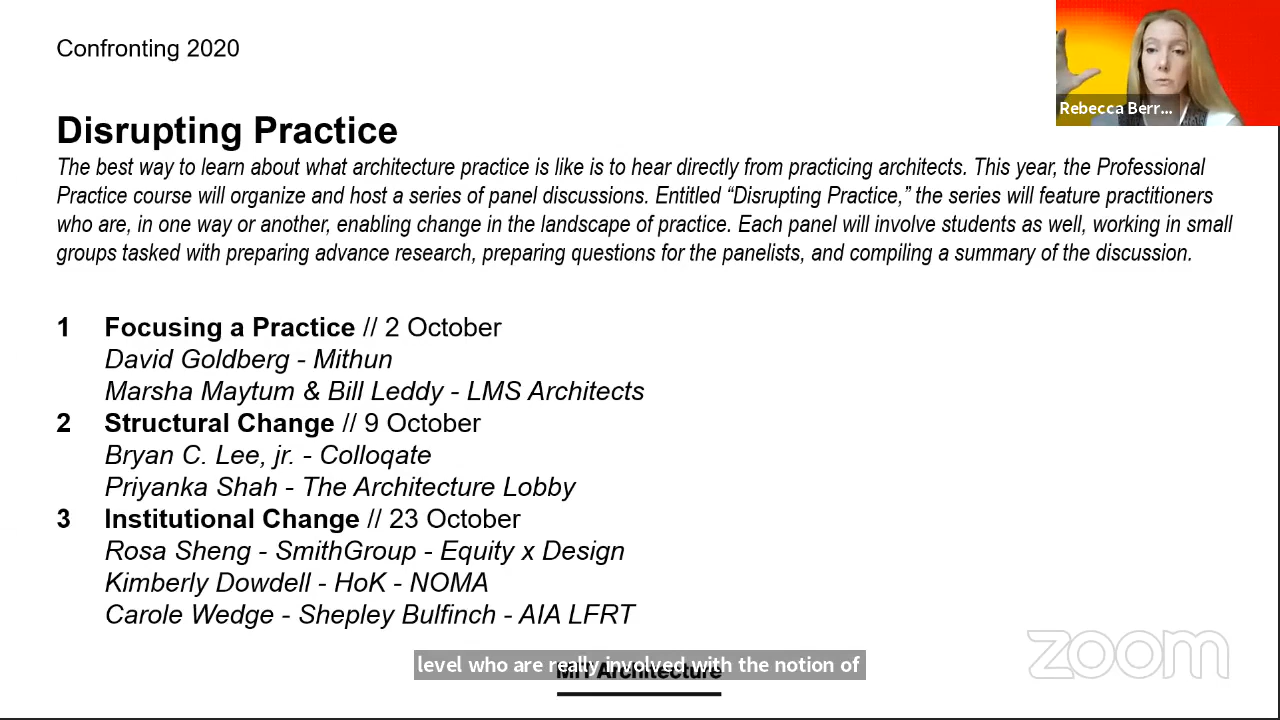 Confronting 2020
Rebecca Berr...
Disrupting Practice
The best way to learn about what architecture practice is like is to hear directly from practicing architects. This year, the Professional
Practice course will organize and host a series of panel discussions. Entitled “Disrupting Practice,” the series will feature practitioners
who are, in one way or another, enabling change in the landscape of practice. Each panel will involve students as well, working in small
groups tasked with preparing advance research, preparing questions for the panelists, and compiling a summary of the discussion.
1 Focusing a Practice // 2 October
David Goldberg - Mithun
Marsha Maytum & Bill Leddy - LMS Architects
2 Structural Change // 9 October
Bryan C. Lee, jr. - Colloqate
Priyanka Shah - The Architecture Lobby
3 Institutional Change // 23 October
Rosa Sheng - SmithGroup - Equity x Design
Kimberly Dowdell - HoK - NOMA
Carole Wedge - Shepley Bulfinch - AIA LFRT
zoom
level who are really involved with the notion of
MIT Architecture